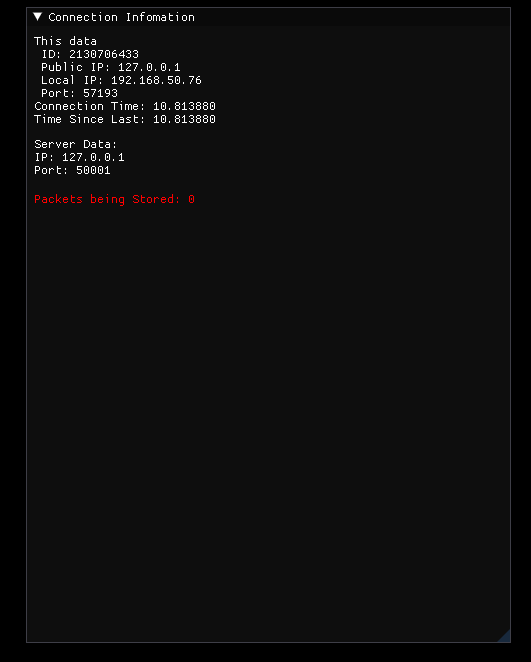 Connection Infomation
This data
ID: 2130706433
Public IP: 127.0.0.1
Local IP: 192.168.50.76
Port: 57193
Connection Time: 10.813880
Time Since Last: 10.813880
Server Data:
IP: 127.0.0.1
Port: 50001
Packets being Stored: 0